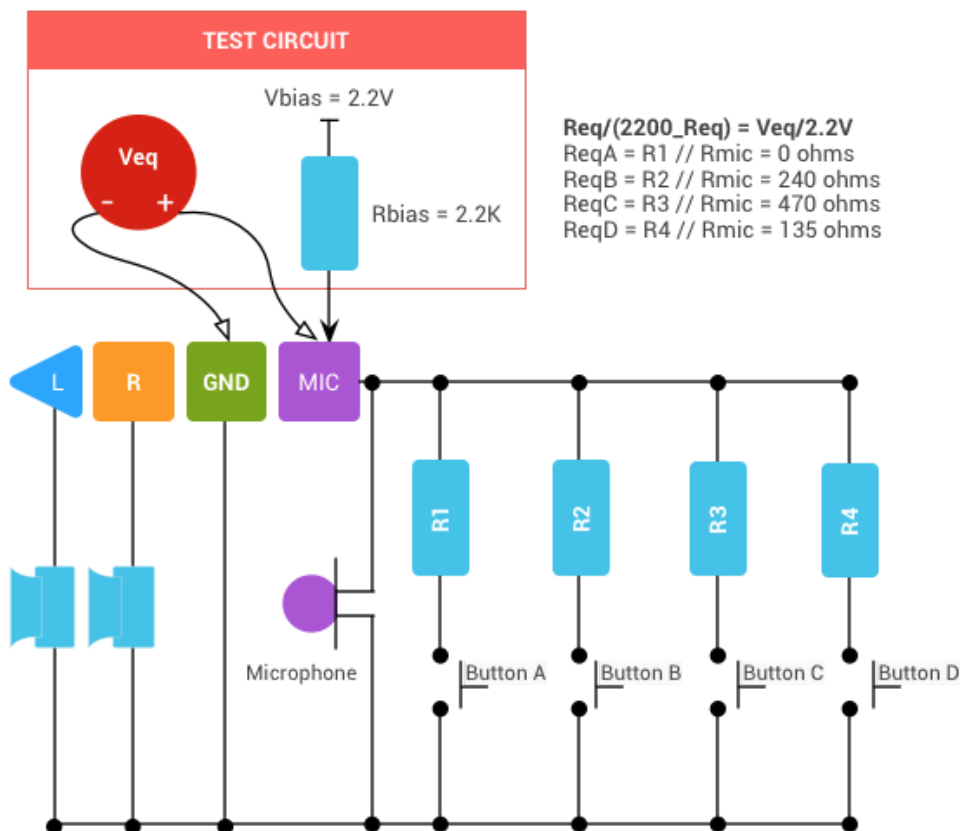 TEST CIRCUIT
Vbias = 2.2V
Veq
- +
Rbias = 2.2K
Req/(2200_Req) = Veq/2.2V
ReqA = R1 // Rmic = 0 ohms
ReqB = R2 // Rmic = 240 ohms
ReqC = R3 // Rmic = 470 ohms
ReqD = R4 // Rmic = 135 ohms
L R GND MIC
R1 R2 R3 R4
Microphone
Button A Button B Button C Button D